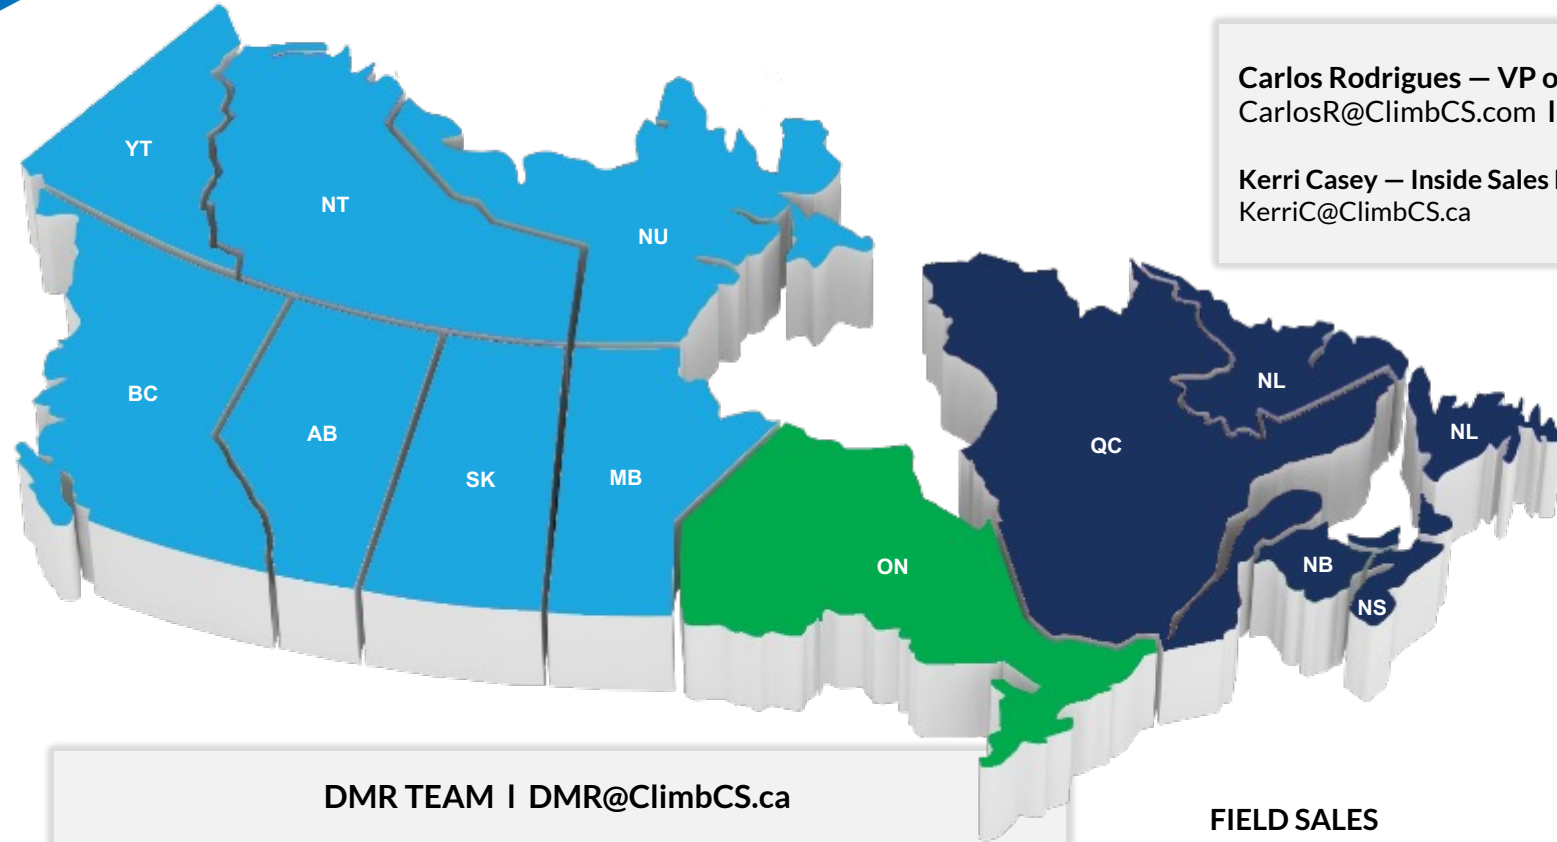 Carlos Rodrigues — VP o
CarlosR@ClimbCS.com I
Kerri Casey — Inside Sales
KerriC@ClimbCS.ca
YT
NT
NU
BC
AB
SK
MB
ON
QC
NL
NL
NB
NS
DMR TEAM I DMR@ClimbCS.ca
FIELD SALES